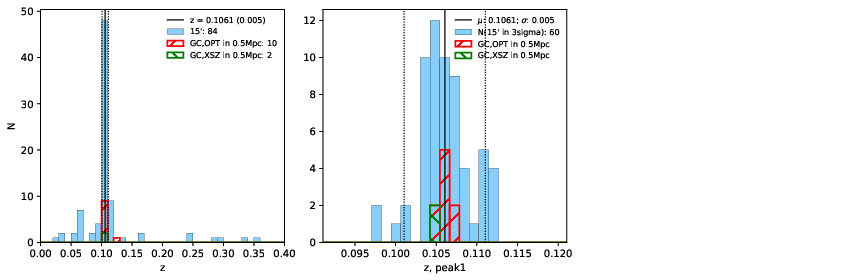 z = 0.1061 (0.005)
15': 84
GC,OPT in 0.5Mpc: 10
GC,XSZ in 0.5Mpc: 2
N
50
40
30
20
10
0
0.00 0.05 0.10 0.15 0.20 0.25 0.30 0.35 0.40
z
μ: 0.1061; σ: 0.005
N(15' in 3sigma): 60
GC,OPT in 0.5Mpc
GC,XSZ in 0.5Mpc
12
10
8
6
4
2
0
0.095 0.100 0.105 0.110 0.115 0.120
z, peak1